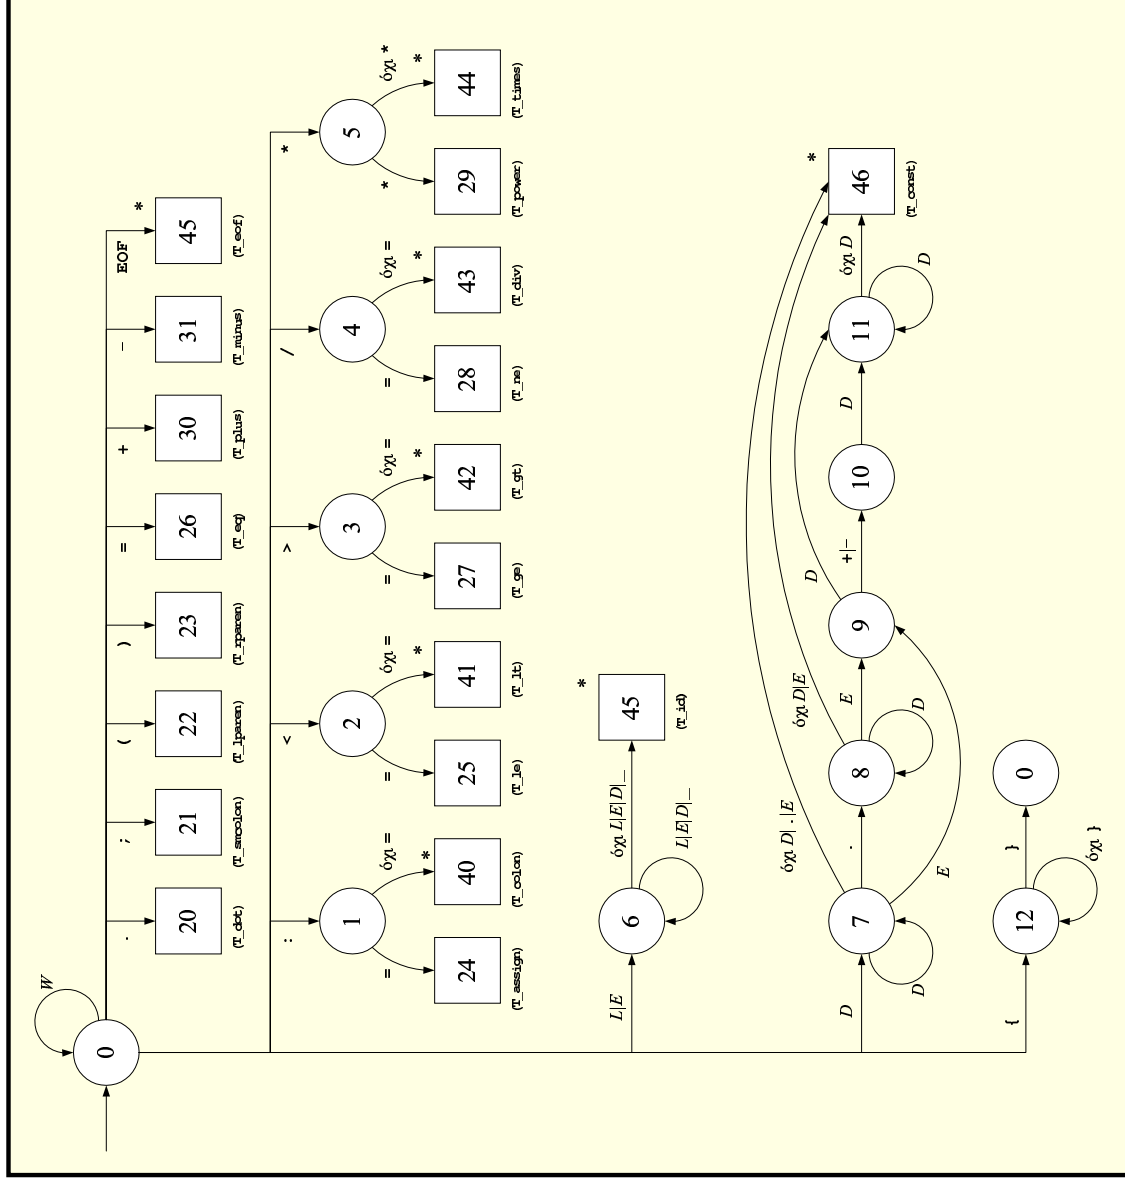 W
0
. ; ( ) = + - EOF *
20 21 22 23 26 30 31 45
(T_dot) (T_smcolon) (T_lparen) (T_rparen) (T_eq) (T_plus) (T_minus) (T_eof)
: < > / *
1 2 3 4 5
= όχι = = όχι = = όχι = = όχι = * όχι *
* * * * *
24 40 25 41 27 42 28 43 29 44
(T_assign) (T_colon) (T_le) (T_lt) (T_ge) (T_gt) (T_ne) (T_div) (T_power) (T_times)
*
L|E 6 όχι L|E|D|_ 45
L|E|D|_ (T_id)
όχι D| . |E
όχι D|E D *
D 7 . 8 E 9 +|- 10 D 11 όχι D 46
D D D (T_const)
E
{ 12 } 0
όχι }